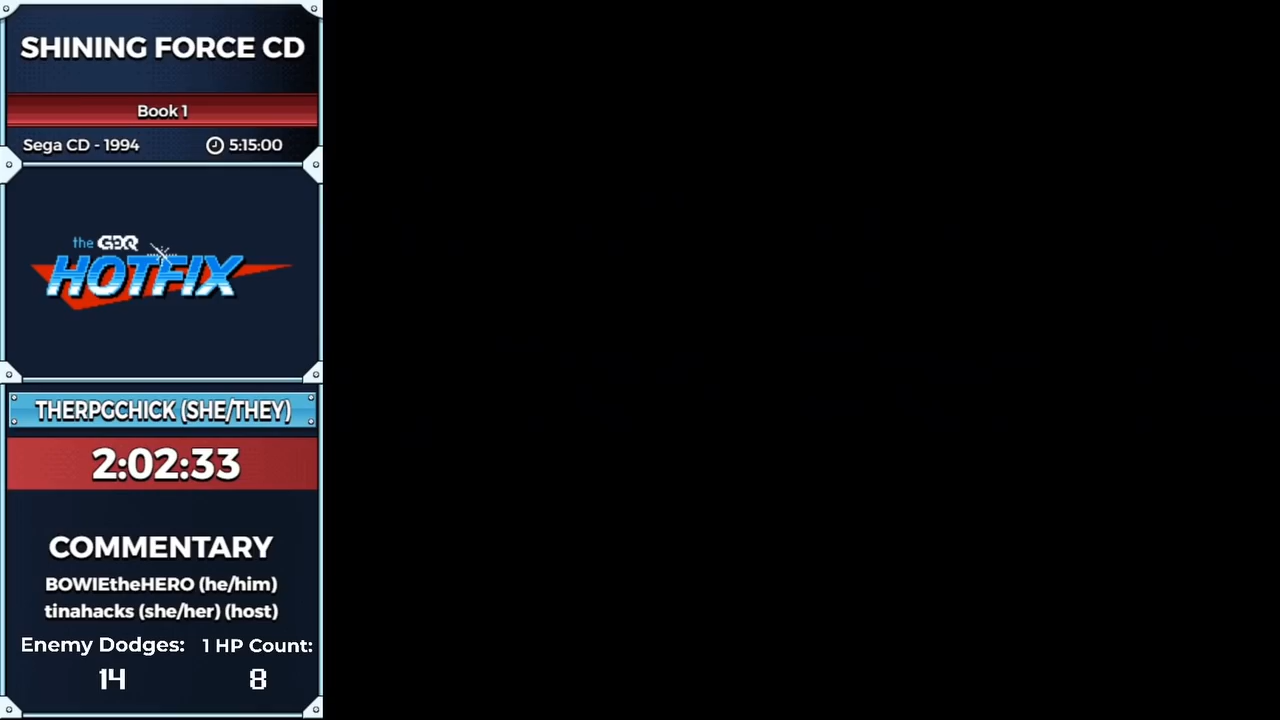 SHINING FORCE CD
Book 1
Sega CD - 1994 5:15:00
the GDQ
HOTFIX
THERPGCHICK (SHE/THEY)
2:02:33
COMMENTARY
BOWIEtheHERO (he/him)
tinahacks (she/her) (host)
Enemy Dodges: 1 HP Count:
14 8